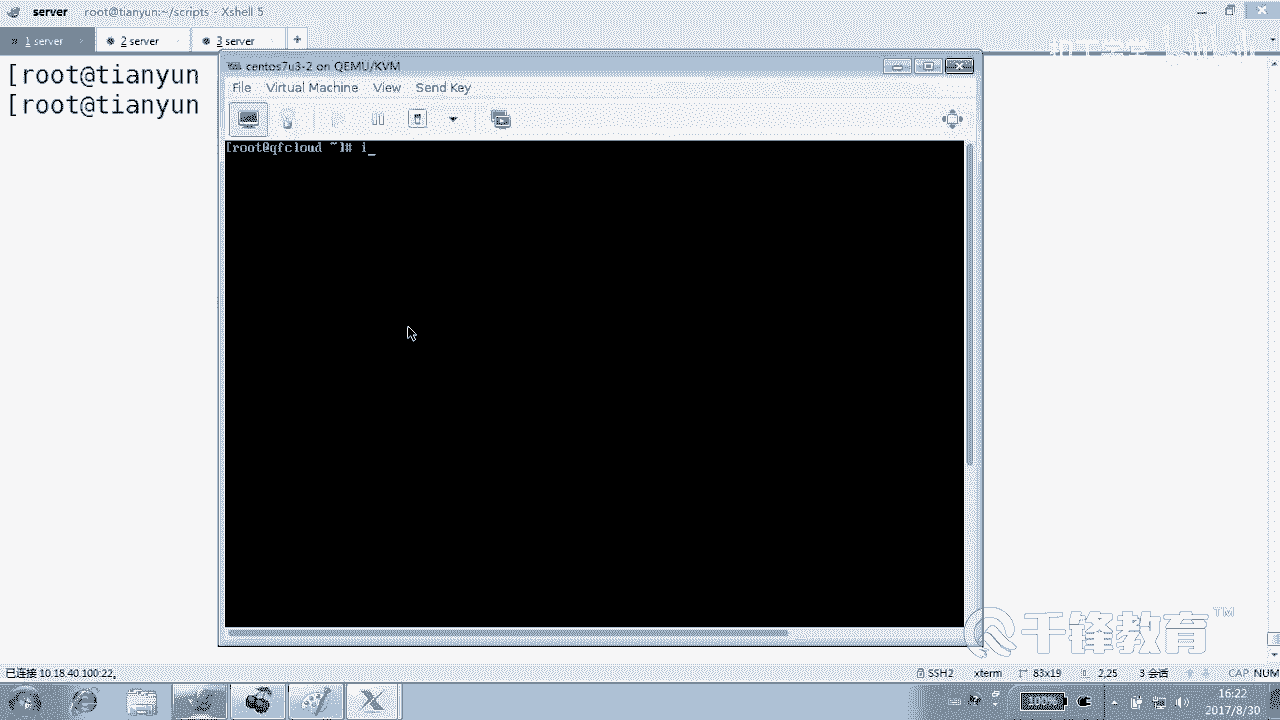 server root@tianyun:~/scripts - Xshell 5
1 server
2 server
3 server
+
[root@tianyun
[root@tianyun
centos7u3-2 on QEMU/KVM
File Virtual Machine View Send Key
[root@qfcloud ~]# i_
千锋教育™
已连接 10.18.40.100:22。
SSH2 xterm 83x19 2,25 3 会话 CAP NUM
100%
16:22
2017/8/30